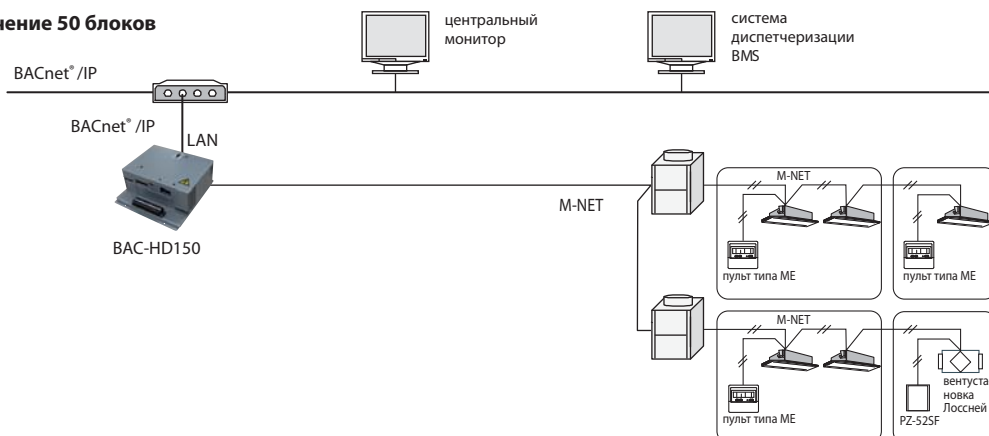 чение 50 блоков
центральный
монитор
система
диспетчеризации
BMS
BACnet® /IP
BACnet® /IP
LAN
BAC-HD150
M-NET
M-NET
пульт типа ME
пульт типа ME
M-NET
пульт типа ME
вентуста
новка
Лоссней
PZ-52SF